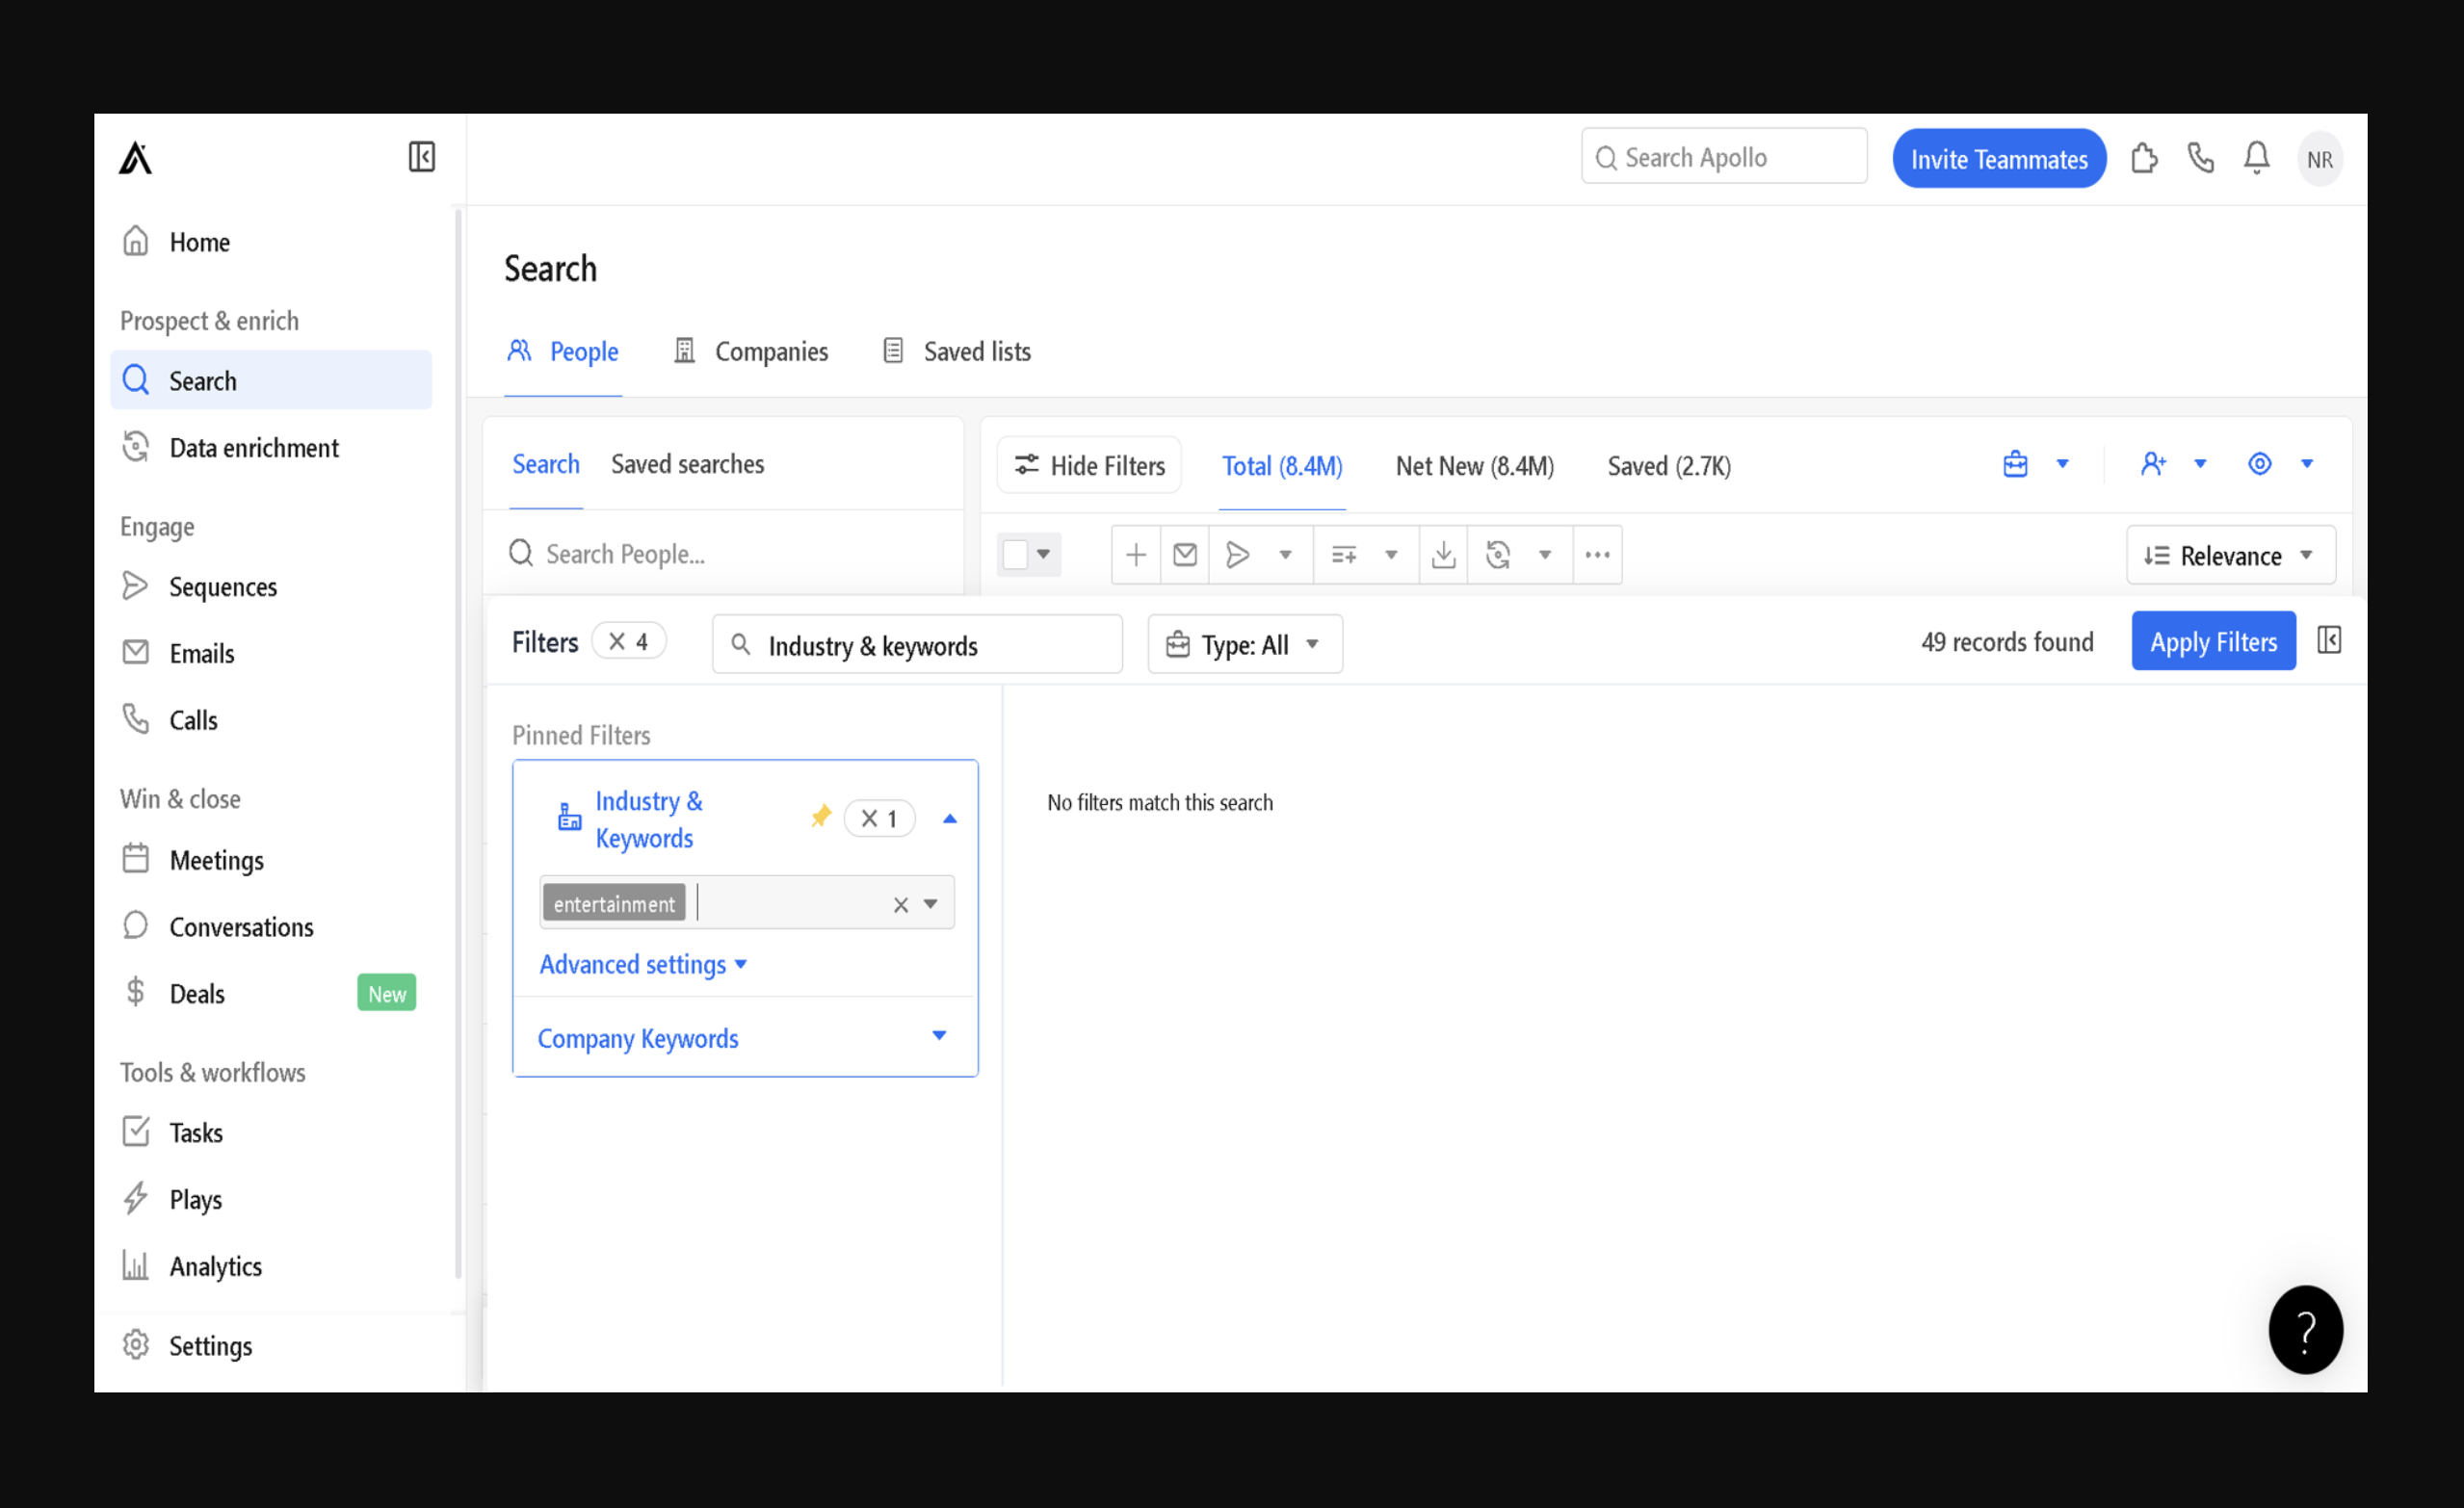 Search Apollo
Invite Teammates
NR
Home
Prospect & enrich
Search
Data enrichment
Engage
Sequences
Emails
Calls
Win & close
Meetings
Conversations
Deals
New
Tools & workflows
Tasks
Plays
Analytics
Settings
Search
People
Companies
Saved lists
Search
Saved searches
Search People...
Hide Filters
Total (8.4M)
Net New (8.4M)
Saved (2.7K)
Relevance
Filters
4
Industry & keywords
Type: All
49 records found
Apply Filters
Pinned Filters
Industry &
Keywords
1
entertainment
Advanced settings
Company Keywords
No filters match this search
?